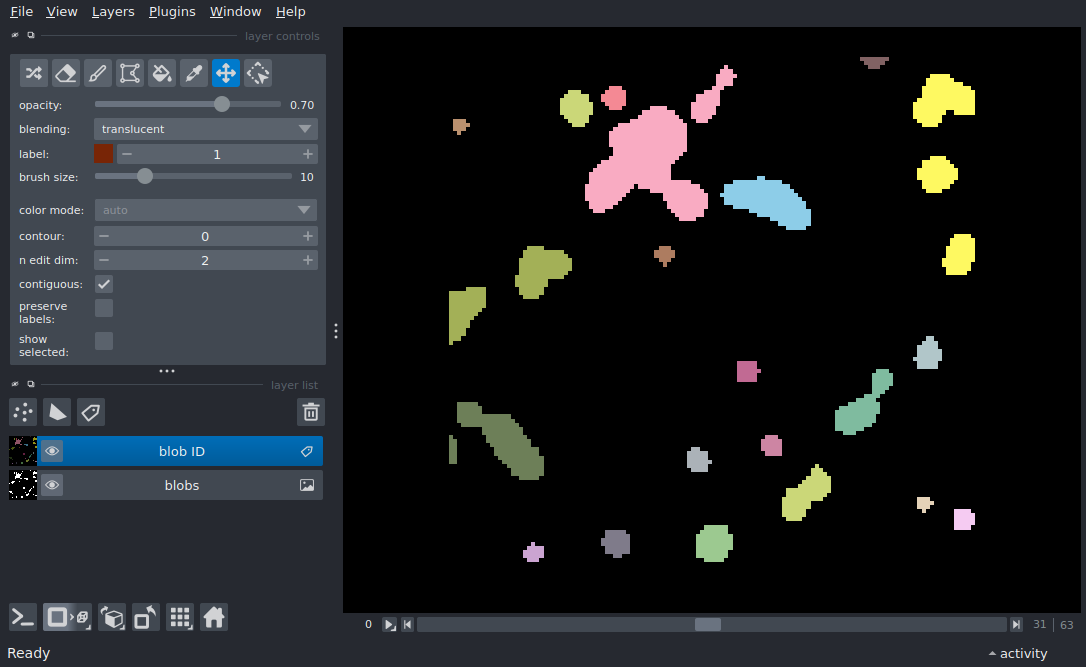 File View Layers Plugins Window Help
layer controls
opacity: 0.70
blending: translucent
label: 1
brush size: 10
color mode: auto
contour: 0
n edit dim: 2
contiguous:
preserve
labels:
show
selected:
layer list
blob ID
blobs
0 31 | 63
Ready activity